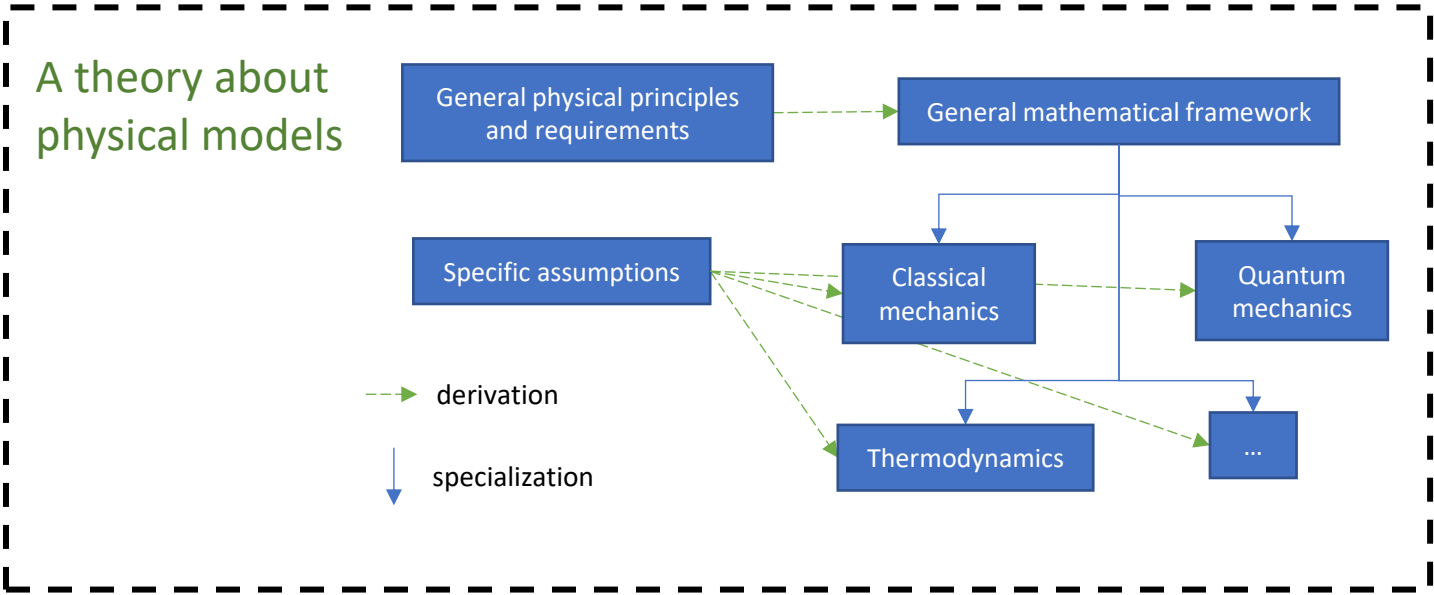 A theory about
physical models
General physical principles
and requirements
General mathematical framework
Specific assumptions
Classical
mechanics
Quantum
mechanics
derivation
Thermodynamics
...
specialization